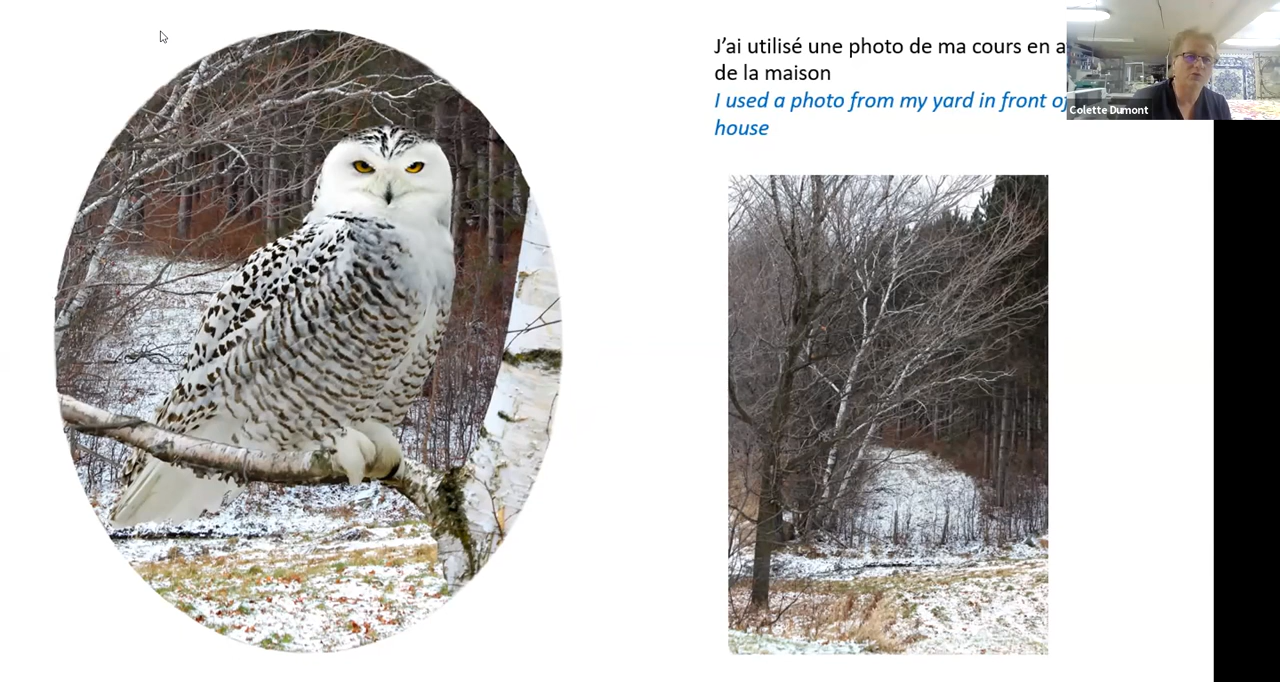 J'ai utilisé une photo de ma cours en a
de la maison
I used a photo from my yard in front of
house
Colette Dumont